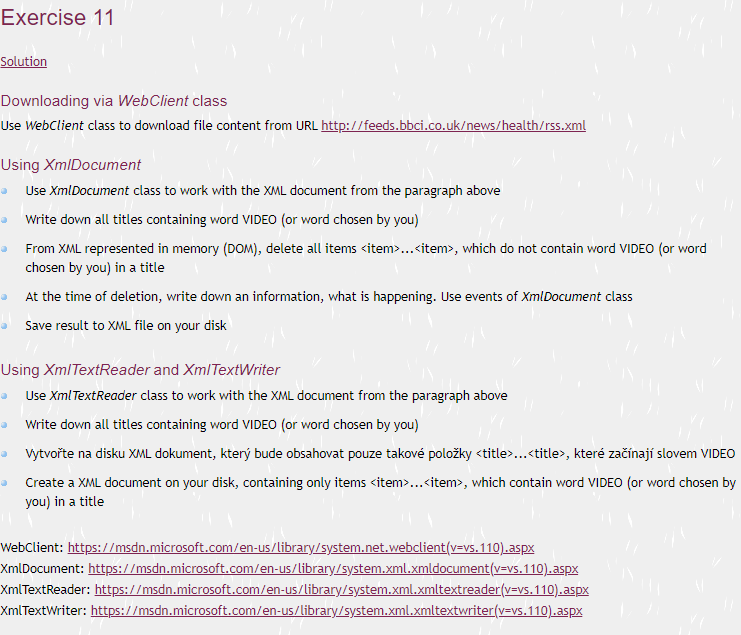 Exercise 11
Solution
Downloading via WebClient class
Use WebClient class to download file content from URL http://feeds.bbci.co.uk/news/health/rss.xml
Using XmlDocument
Use XmlDocument class to work with the XML document from the paragraph above
Write down all titles containing word VIDEO (or word chosen by you)
From XML represented in memory (DOM), delete all items <item>...<item>, which do not contain word VIDEO (or word
chosen by you) in a title
At the time of deletion, write down an information, what is happening. Use events of XmlDocument class
Save result to XML file on your disk
Using XmlTextReader and XmlTextWriter
Use XmlTextReader class to work with the XML document from the paragraph above
Write down all titles containing word VIDEO (or word chosen by you)
Vytvořte na disku XML dokument, který bude obsahovat pouze takové položky <title>...<title>, které začínají slovem VIDEO
Create a XML document on your disk, containing only items <item>...<item>, which contain word VIDEO (or word chosen by
you) in a title
WebClient: https://msdn.microsoft.com/en-us/library/system.net.webclient(v=vs.110).aspx
XmlDocument: https://msdn.microsoft.com/en-us/library/system.xml.xmldocument(v=vs.110).aspx
XmlTextReader: https://msdn.microsoft.com/en-us/library/system.xml.xmltextreader(v=vs.110).aspx
XmlTextWriter: https://msdn.microsoft.com/en-us/library/system.xml.xmltextwriter(v=vs.110).aspx